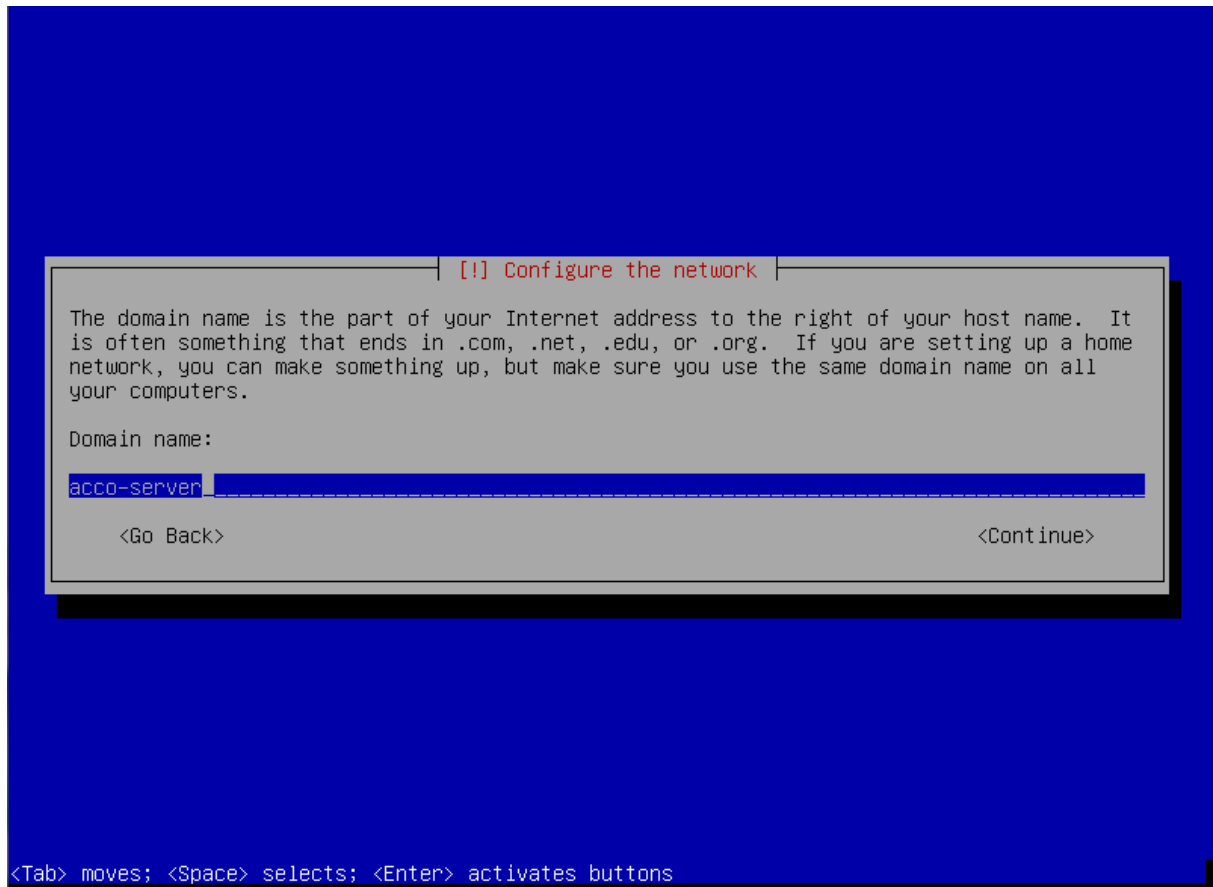 [!] Configure the network
The domain name is the part of your Internet address to the right of your host name.  It
is often something that ends in .com, .net, .edu, or .org.  If you are setting up a home
network, you can make something up, but make sure you use the same domain name on all
your computers.
Domain name:
acco-server
<Go Back> <Continue>
<Tab> moves; <Space> selects; <Enter> activates buttons